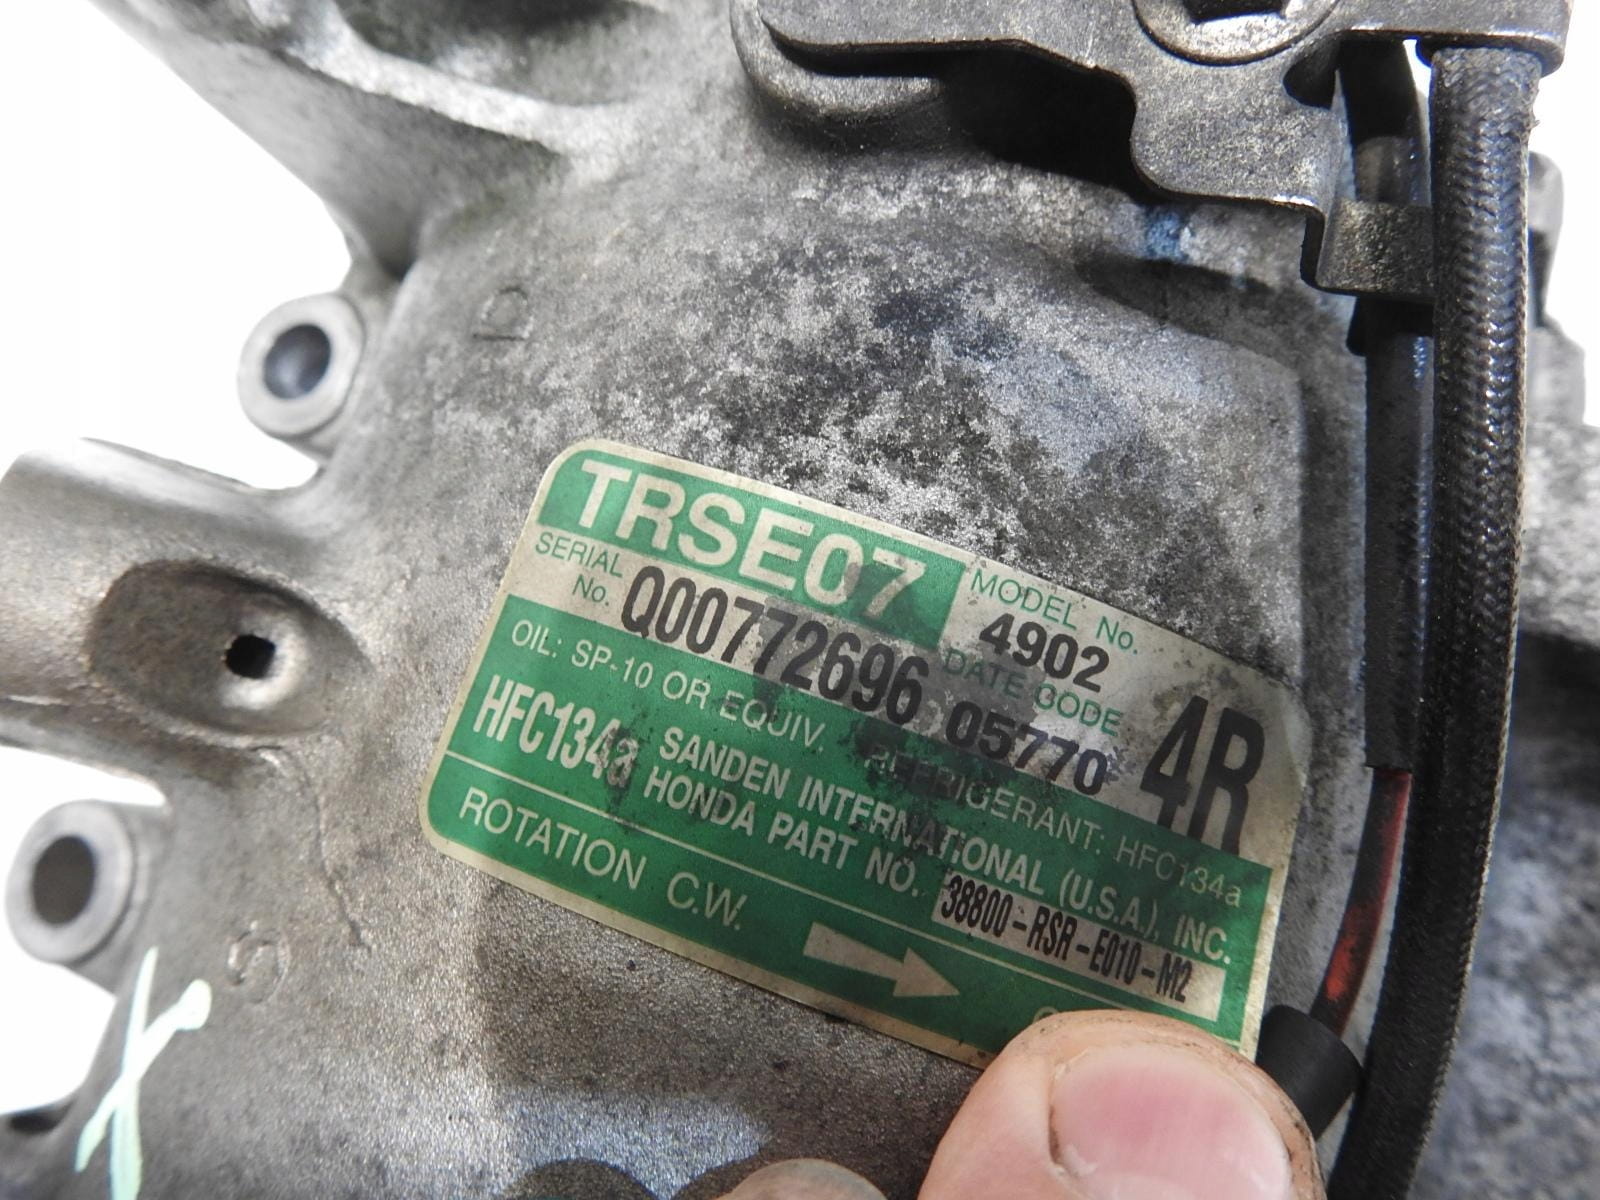 TRSE07
MODEL No.
4902
SERIAL No. Q00772696
DATE CODE
05770
4R
OIL: SP-10 OR EQUIV. REFRIGERANT: HFC134a
HFC134a
SANDEN INTERNATIONAL (U.S.A.), INC.
HONDA PART NO. 38800-RSR-E010-M2
ROTATION C.W.
D
S